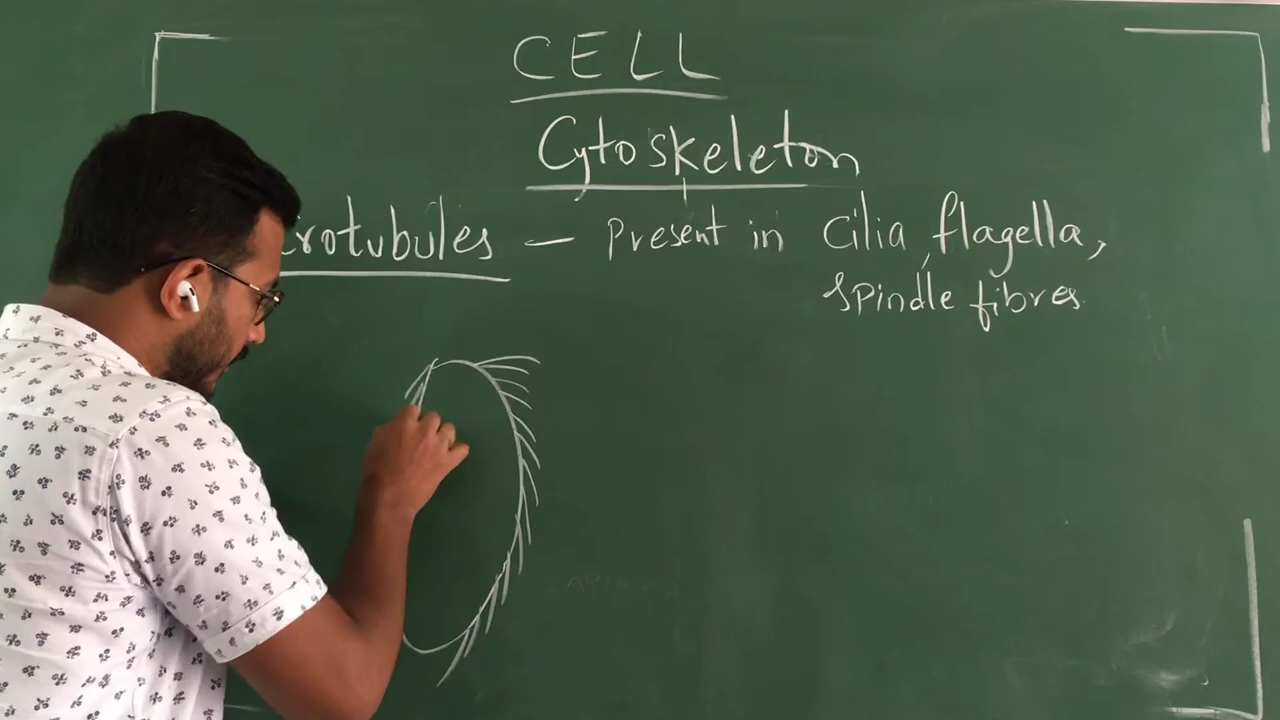 CELL
Cytoskeleton
crotubules — Present in Cilia, flagella,
Spindle fibres